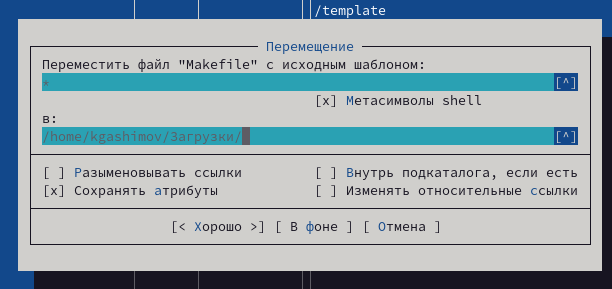 /template
Перемещение
Переместить файл "Makefile" с исходным шаблоном:
* [^]
[x] Метасимволы shell
в:
/home/kgashimov/Загрузки/ [^]
[ ] Разыменовывать ссылки [ ] Внутрь подкаталога, если есть
[x] Сохранять атрибуты [ ] Изменять относительные ссылки
[< Хорошо >] [ В фоне ] [ Отмена ]